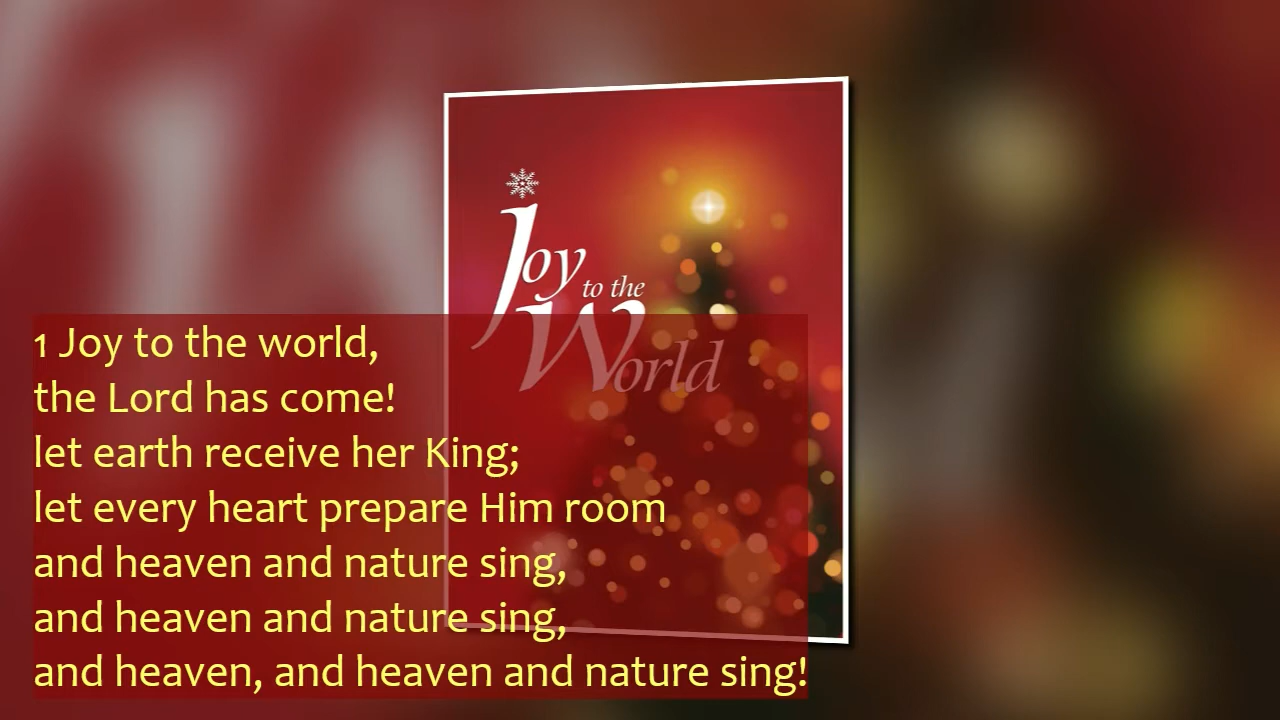 Joy
to the
World
1 Joy to the world,
the Lord has come!
let earth receive her King;
let every heart prepare Him room
and heaven and nature sing,
and heaven and nature sing,
and heaven, and heaven and nature sing!